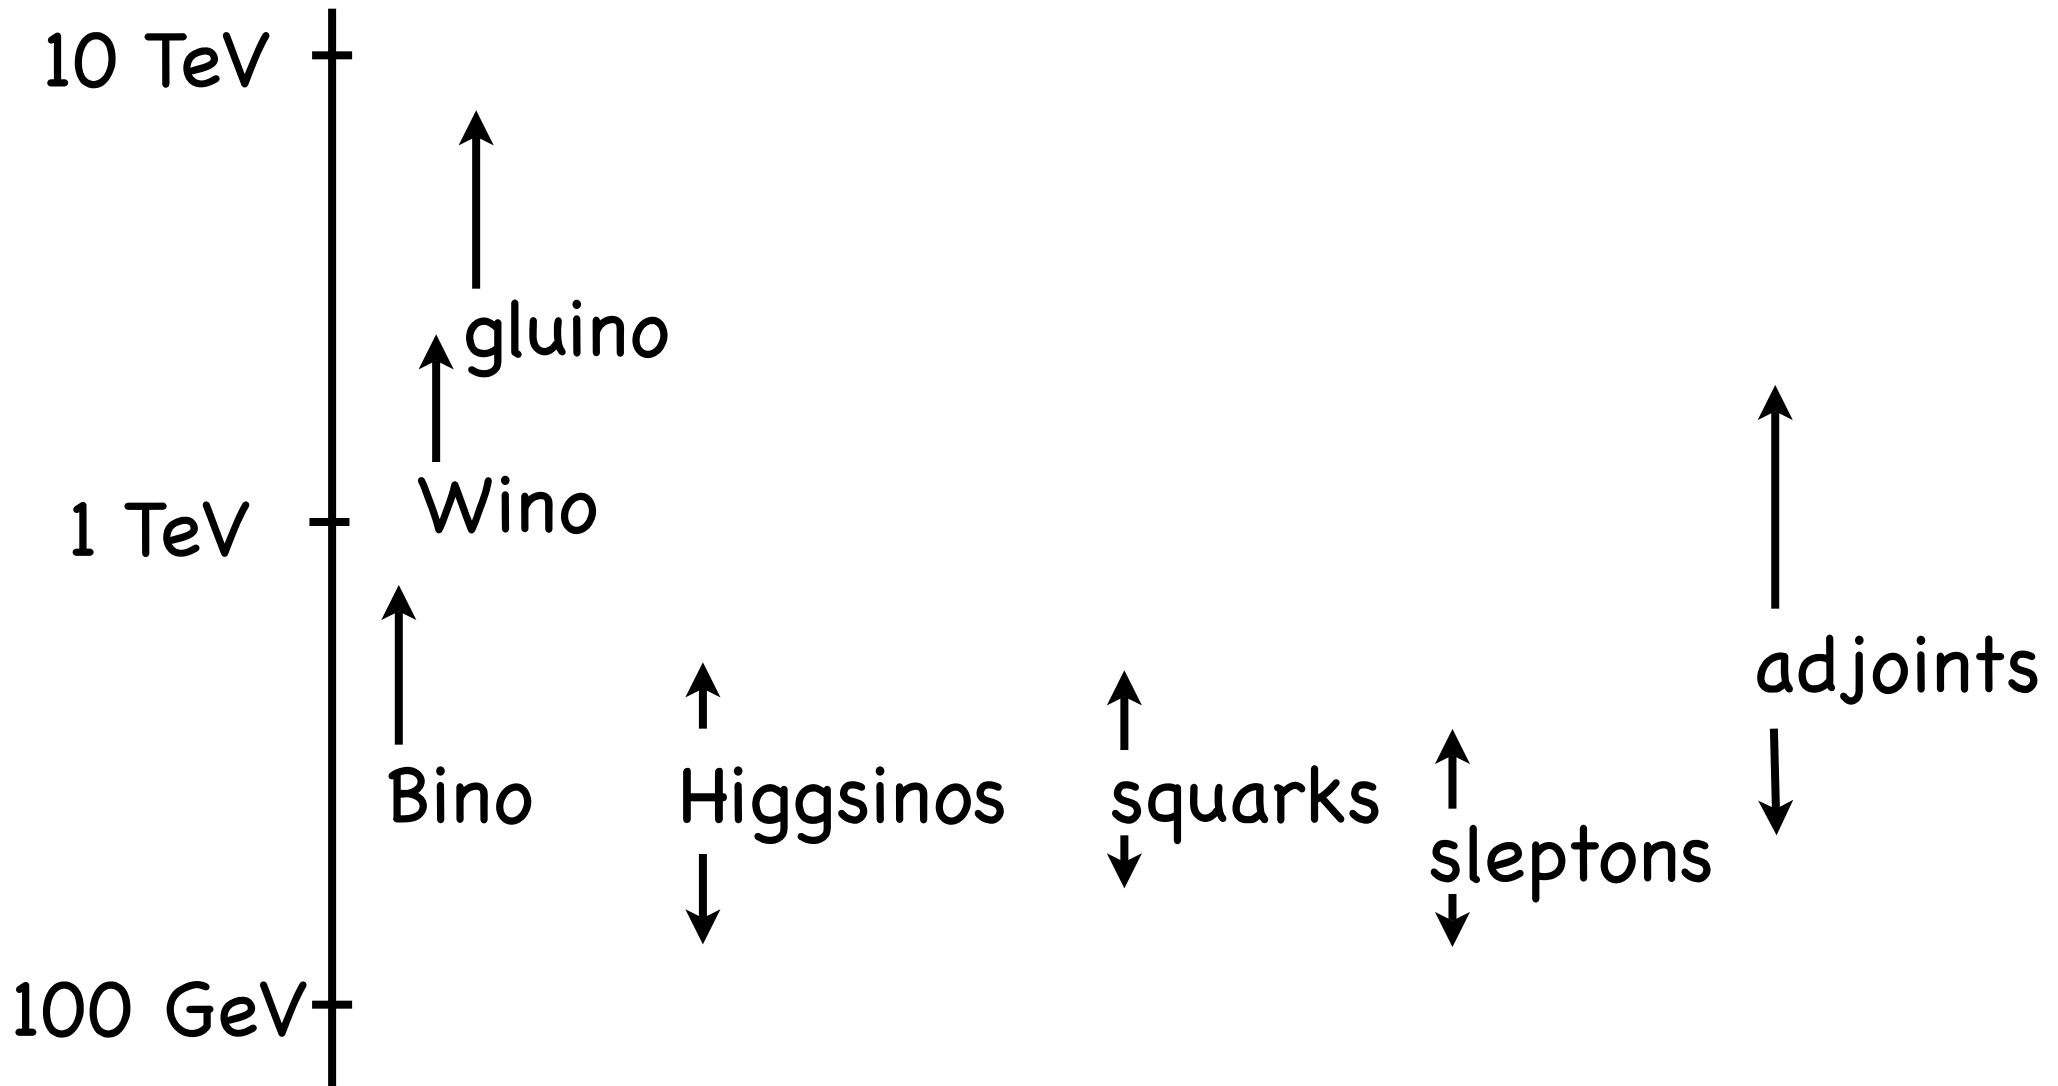 10 TeV
gluino
Wino
1 TeV
adjoints
Bino
Higgsinos
squarks
sleptons
100 GeV